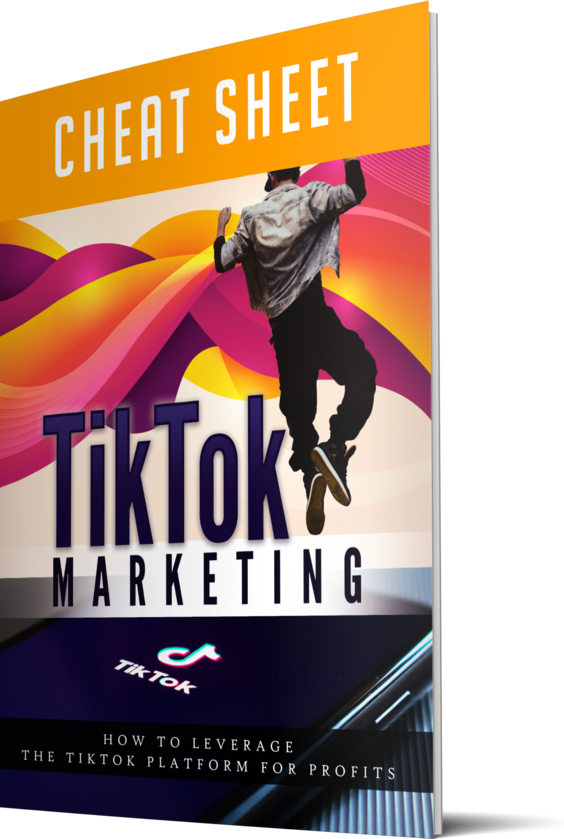 CHEAT SHEET
TikTok
MARKETING
TikTok
HOW TO LEVERAGE
THE TIKTOK PLATFORM FOR PROFITS